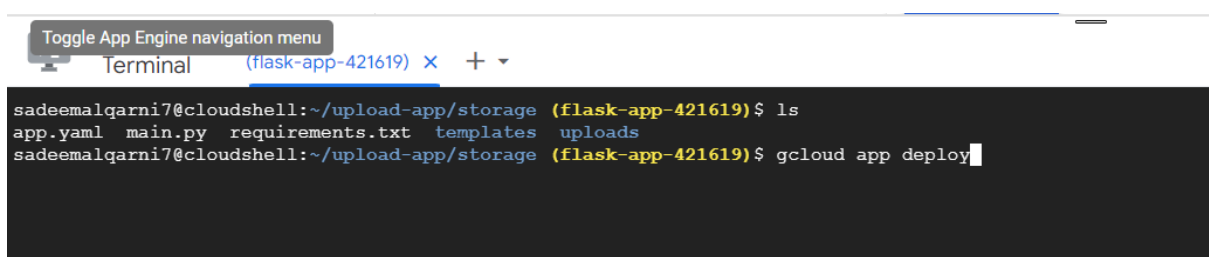 Toggle App Engine navigation menu
Terminal (flask-app-421619) × + ▾
sadeemalqarni7@cloudshell:~/upload-app/storage (flask-app-421619)$ ls
app.yaml main.py requirements.txt templates uploads
sadeemalqarni7@cloudshell:~/upload-app/storage (flask-app-421619)$ gcloud app deploy